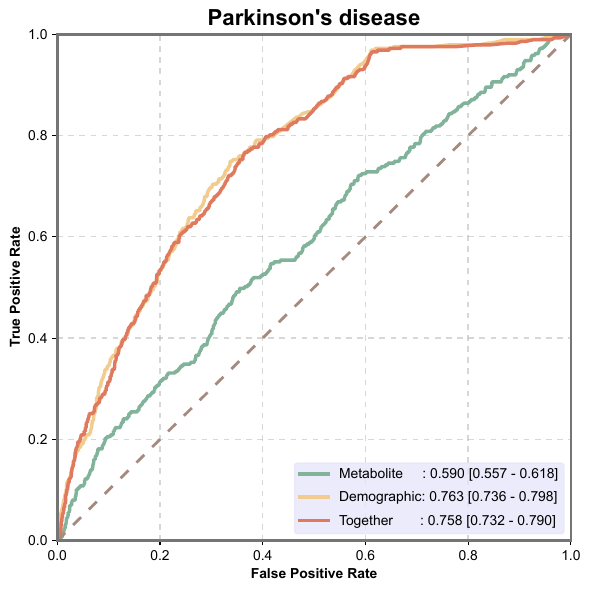 Parkinson's disease
True Positive Rate
1.0
0.8
0.6
0.4
0.2
0.0
Metabolite : 0.590 [0.557 - 0.618]
Demographic: 0.763 [0.736 - 0.798]
Together : 0.758 [0.732 - 0.790]
0.0 0.2 0.4 0.6 0.8 1.0
False Positive Rate